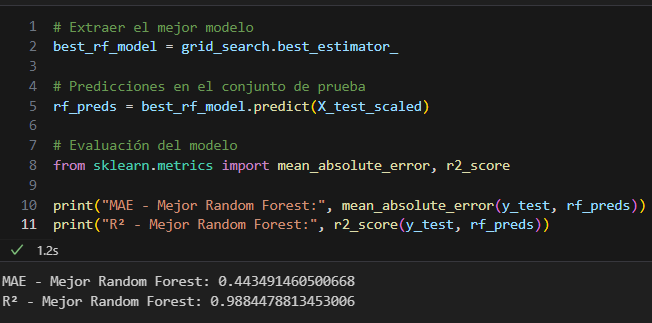 1 # Extraer el mejor modelo
2 best_rf_model = grid_search.best_estimator_
3
4 # Predicciones en el conjunto de prueba
5 rf_preds = best_rf_model.predict(X_test_scaled)
6
7 # Evaluación del modelo
8 from sklearn.metrics import mean_absolute_error, r2_score
9
10 print("MAE - Mejor Random Forest:", mean_absolute_error(y_test, rf_preds))
11 print("R² - Mejor Random Forest:", r2_score(y_test, rf_preds))
✓ 1.2s
MAE - Mejor Random Forest: 0.443491460500668
R² - Mejor Random Forest: 0.9884478813453006